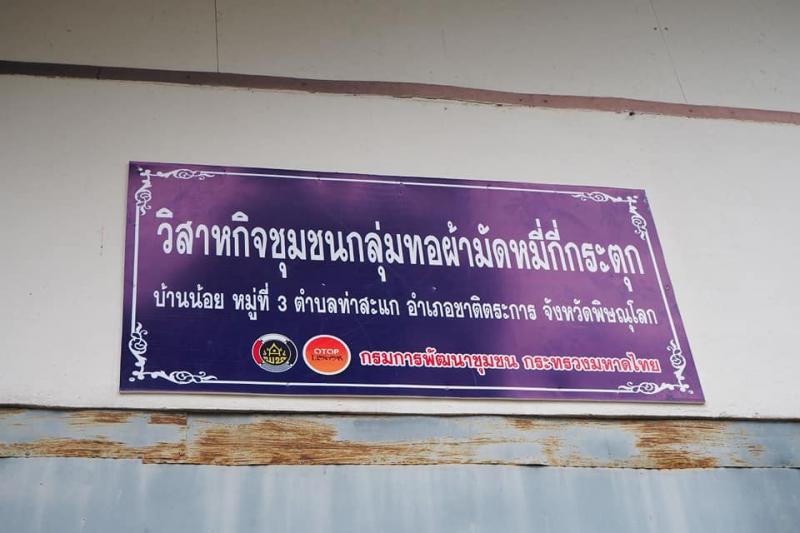 วิสาหกิจชุมชนกลุ่มทอผ้ามัดหมี่กี่กระตุก
บ้านน้อย หมู่ที่ 3 ตำบลท่าสะแก อำเภอชาติตระการ จังหวัดพิษณุโลก
OTOP
กรมการพัฒนาชุมชน กระทรวงมหาดไทย